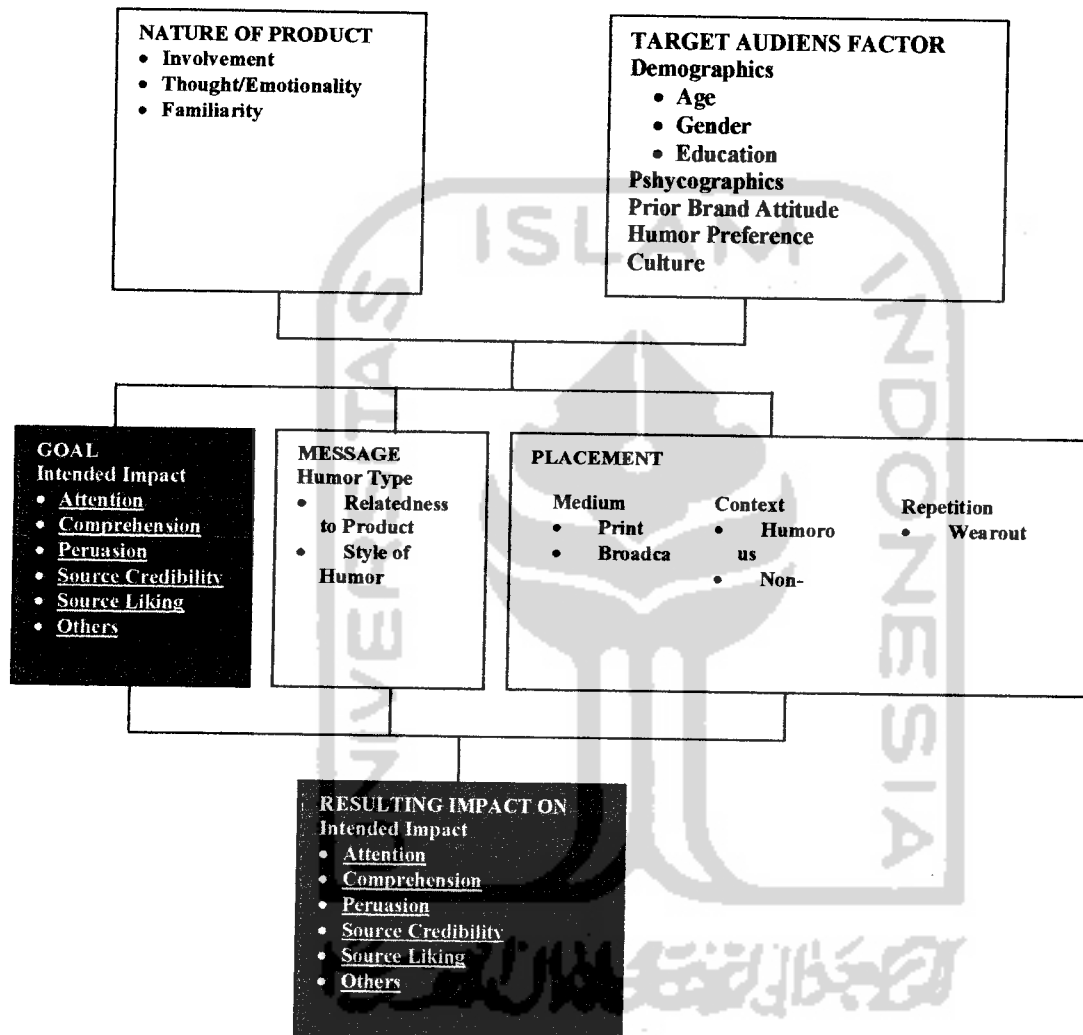 NATURE OF PRODUCT
• Involvement
• Thought/Emotionality
• Familiarity
TARGET AUDIENS FACTOR
Demographics
• Age
• Gender
• Education
Pshycographics
Prior Brand Attitude
Humor Preference
Culture
GOAL
Intended Impact
• Attention
• Comprehension
• Peruasion
• Source Credibility
• Source Liking
• Others
MESSAGE
Humor Type
• Relatedness
to Product
• Style of
Humor
PLACEMENT
Medium
• Print
• Broadca
Context
• Humoro
us
• Non-
Repetition
• Wearout
RESULTING IMPACT ON
Intended Impact
• Attention
• Comprehension
• Peruasion
• Source Credibility
• Source Liking
• Others
UNIVERSITAS
ISLAM
INDONESIA